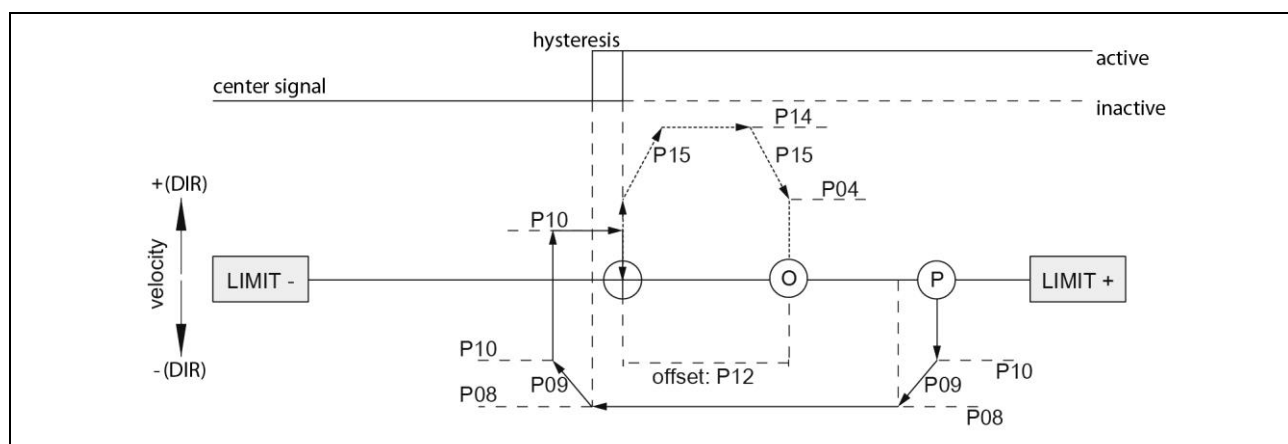 hysteresis
active
center signal
inactive
P14
P15
P15
+(DIR)
P04
P10
velocity
LIMIT -
O
P
LIMIT +
P10
-(DIR)
P09
offset: P12
P09
P10
P08
P08